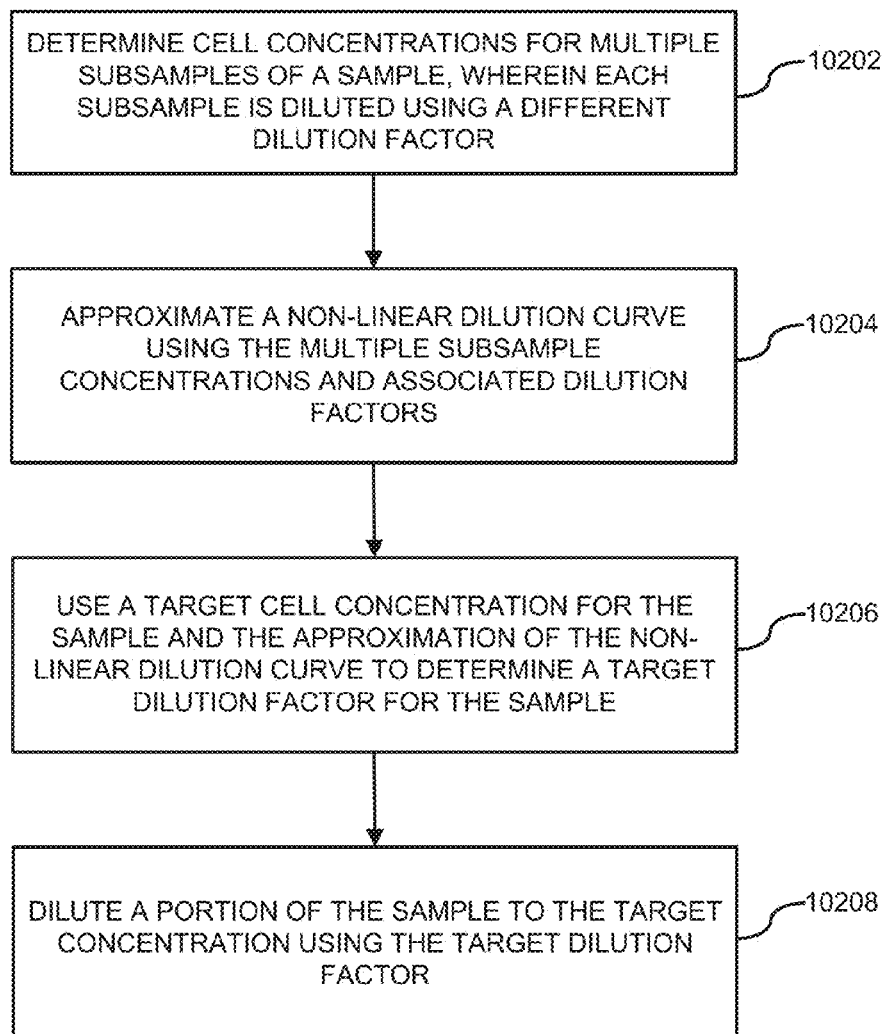 DETERMINE CELL CONCENTRATIONS FOR MULTIPLE
SUBSAMPLES OF A SAMPLE, WHEREIN EACH
SUBSAMPLE IS DILUTED USING A DIFFERENT
DILUTION FACTOR
10202
APPROXIMATE A NON-LINEAR DILUTION CURVE
USING THE MULTIPLE SUBSAMPLE
CONCENTRATIONS AND ASSOCIATED DILUTION
FACTORS
10204
USE A TARGET CELL CONCENTRATION FOR THE
SAMPLE AND THE APPROXIMATION OF THE NON-
LINEAR DILUTION CURVE TO DETERMINE A TARGET
DILUTION FACTOR FOR THE SAMPLE
10206
DILUTE A PORTION OF THE SAMPLE TO THE TARGET
CONCENTRATION USING THE TARGET DILUTION
FACTOR
10208